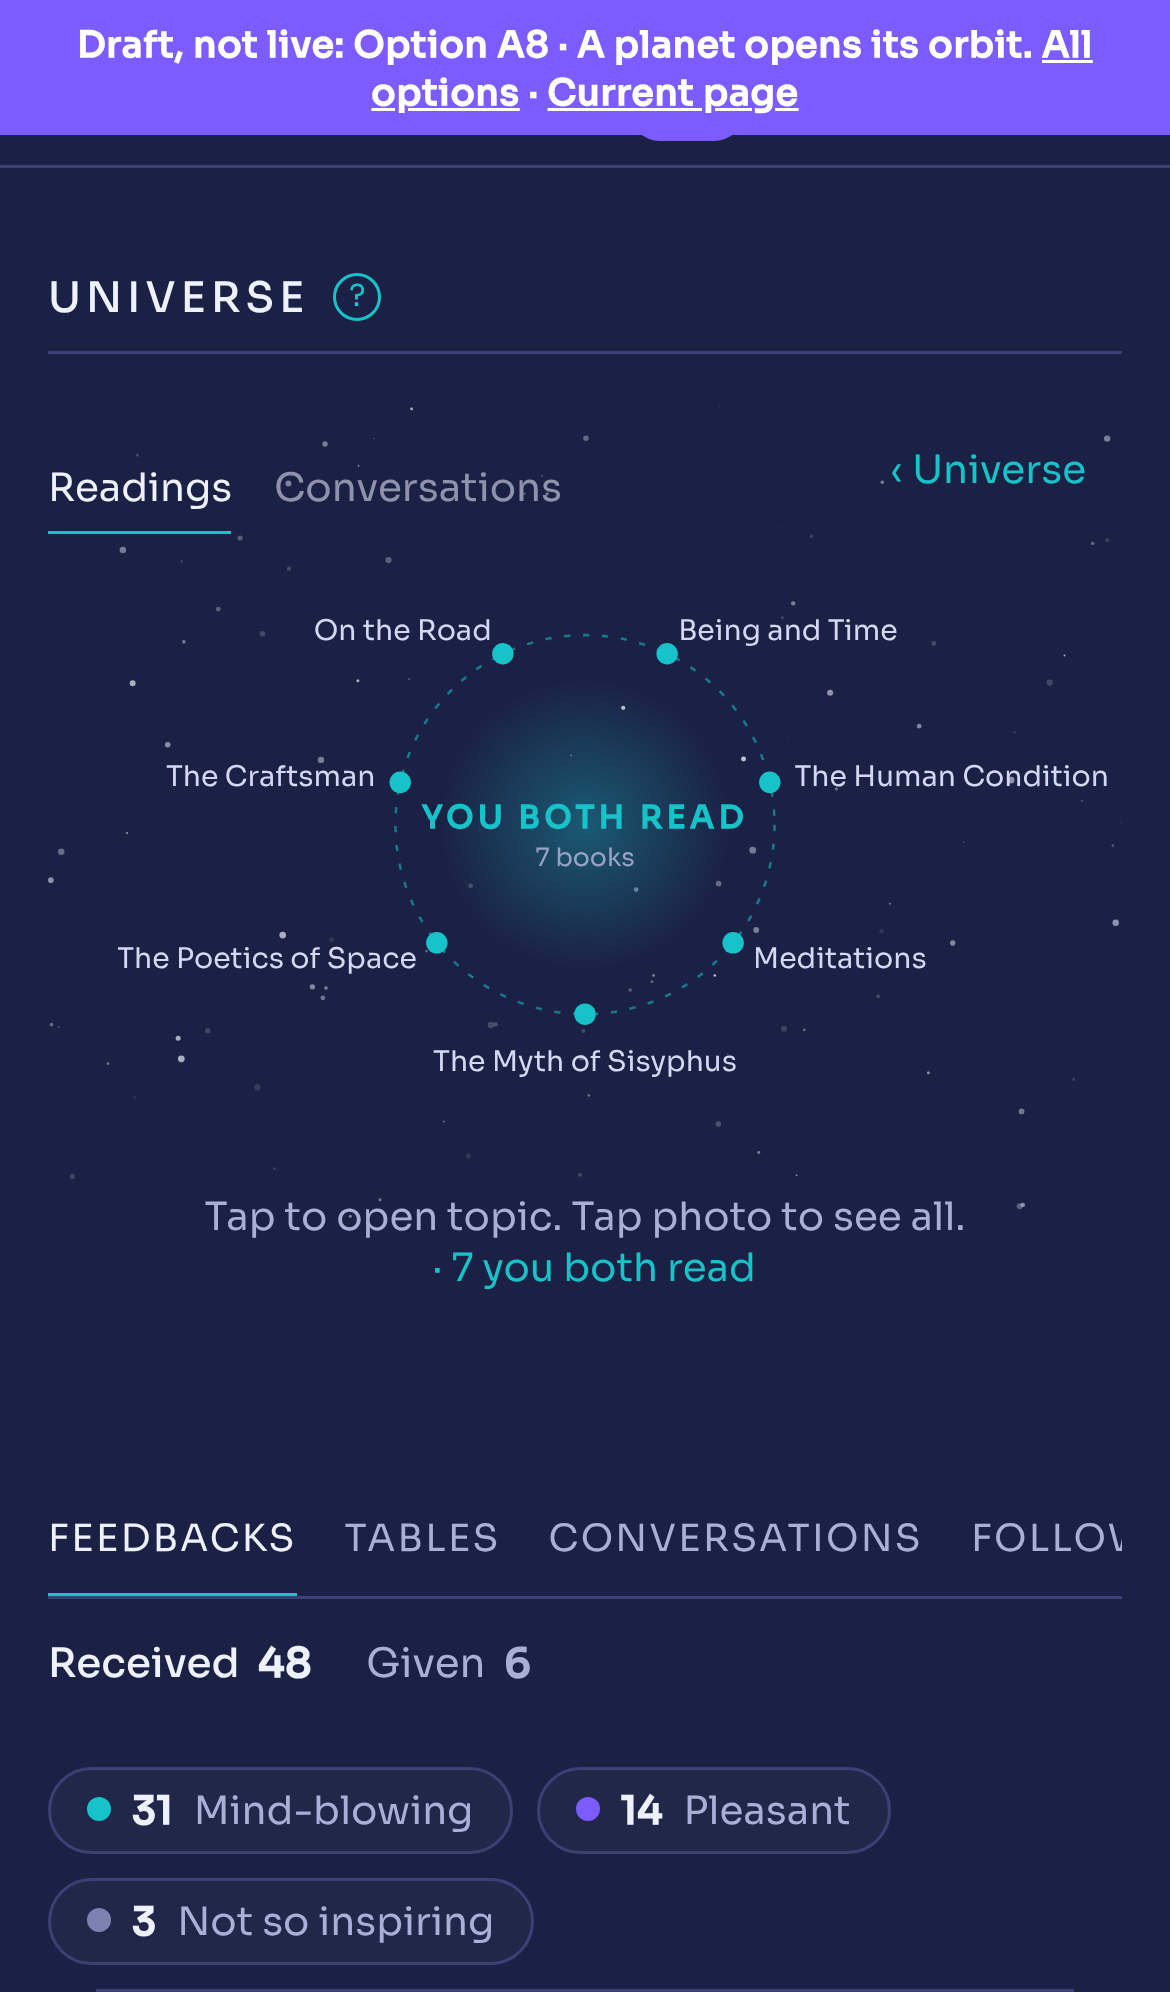 Draft, not live: Option A8 · A planet opens its orbit. All
options · Current page
UNIVERSE ?
Readings Conversations ‹ Universe
On the Road Being and Time
The Craftsman The Human Condition
YOU BOTH READ
7 books
The Poetics of Space Meditations
The Myth of Sisyphus
Tap to open topic. Tap photo to see all.
· 7 you both read
FEEDBACKS TABLES CONVERSATIONS FOLLOW
Received 48 Given 6
31 Mind-blowing 14 Pleasant
3 Not so inspiring